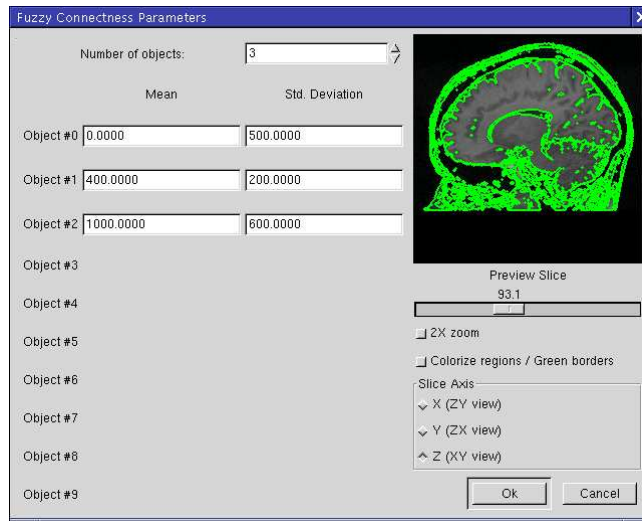 Fuzzy Connectness Parameters
Number of objects: 3
Mean Std. Deviation
Object #0 0.0000 500.0000
Object #1 400.0000 200.0000
Object #2 1000.0000 600.0000
Object #3
Object #4
Object #5
Object #6
Object #7
Object #8
Object #9
Preview Slice
93.1
2X zoom
Colorize regions / Green borders
Slice Axis
X (ZY view)
Y (ZX view)
Z (XY view)
Ok Cancel